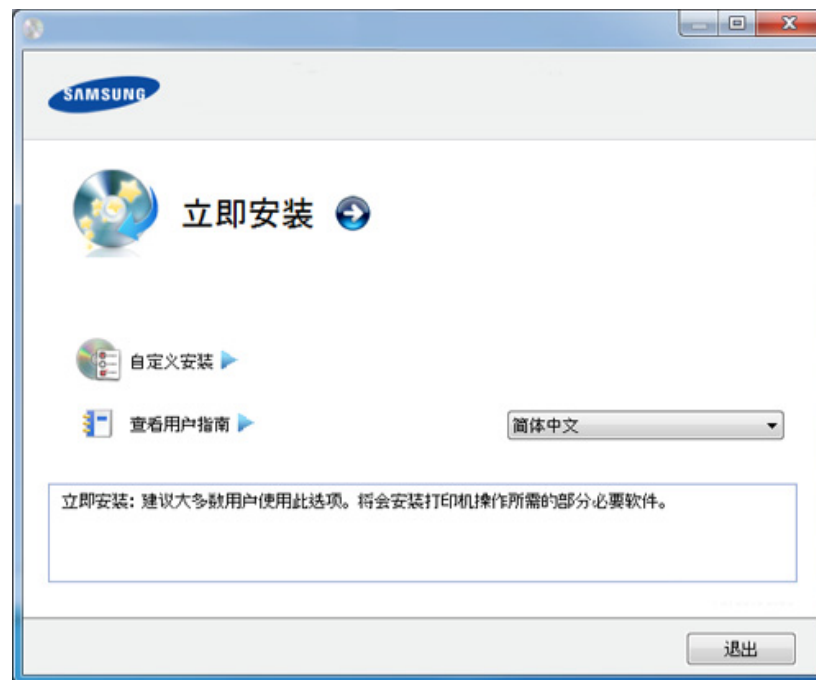 SAMSUNG
立即安装
自定义安装
查看用户指南
简体中文
立即安装: 建议大多数用户使用此选项。将会安装打印机操作所需的部分必要软件。
退出